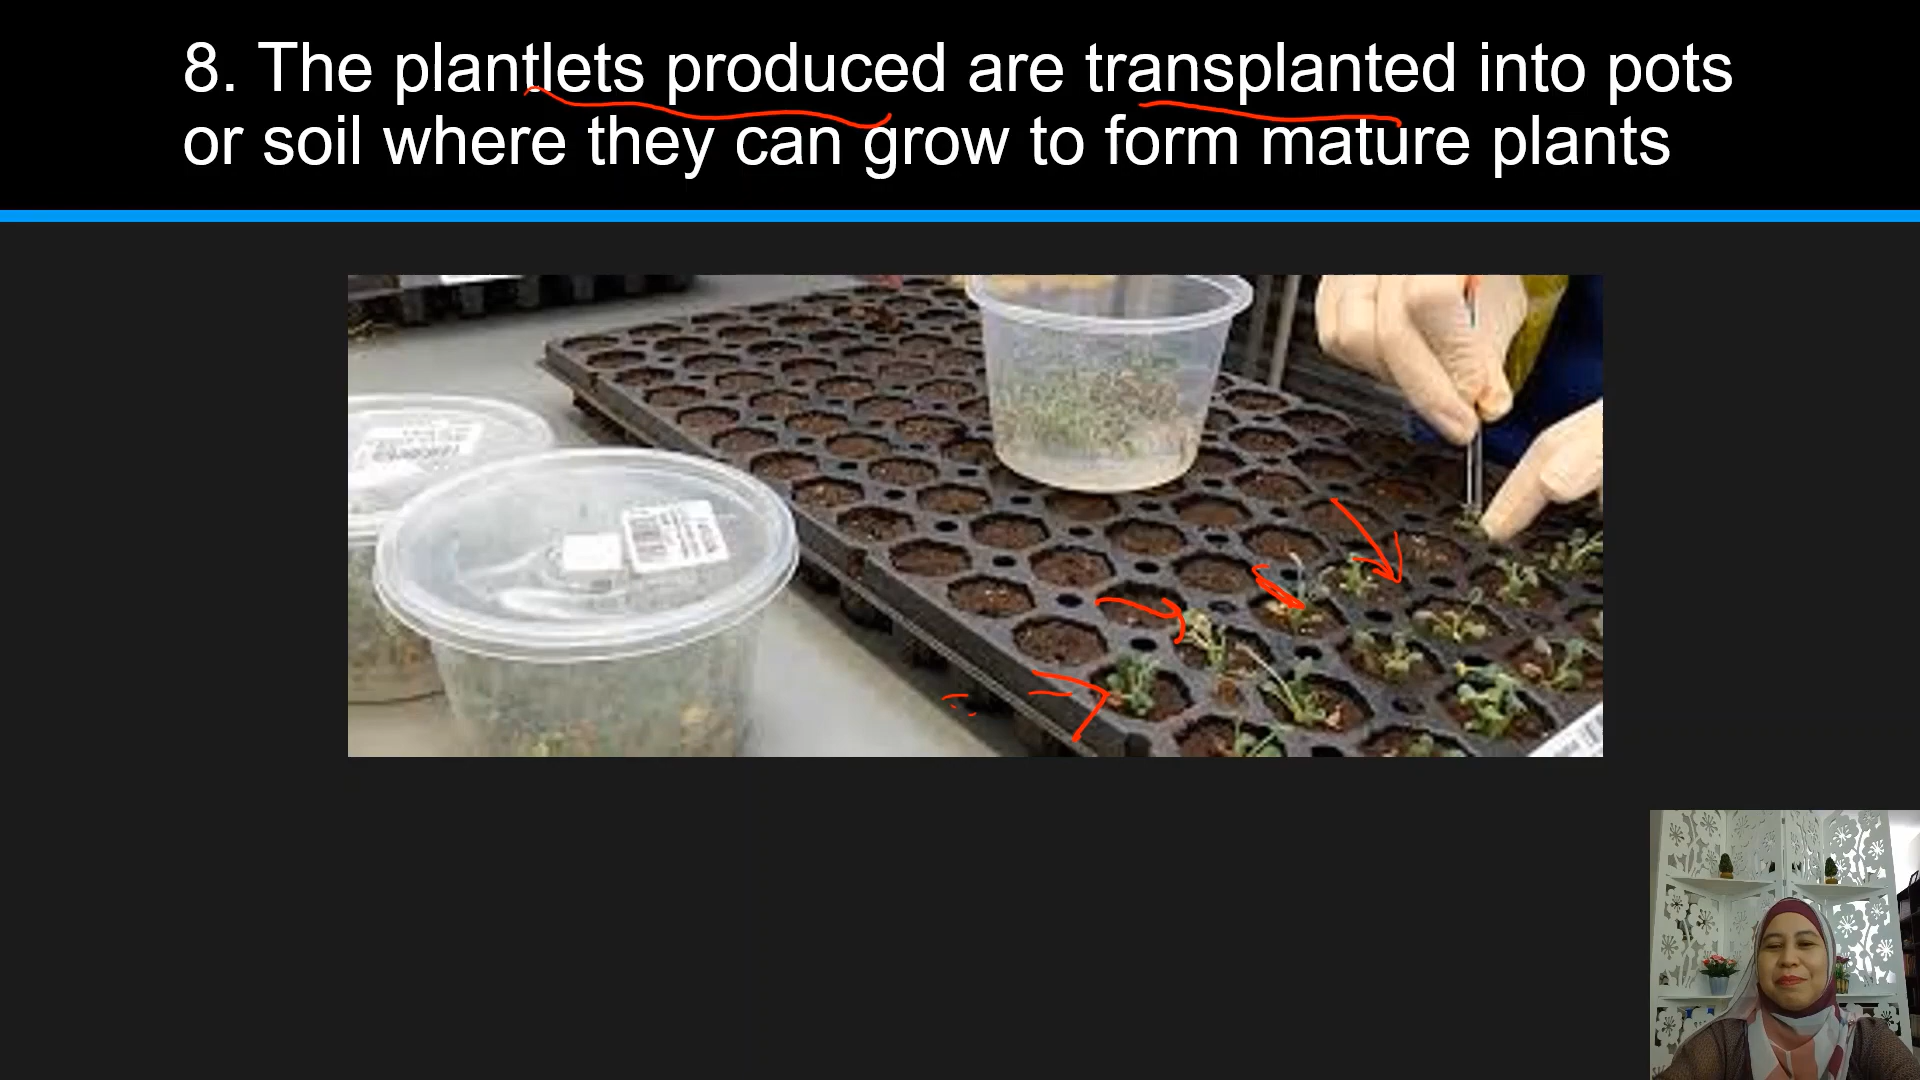 8. The plantlets produced are transplanted into pots
or soil where they can grow to form mature plants